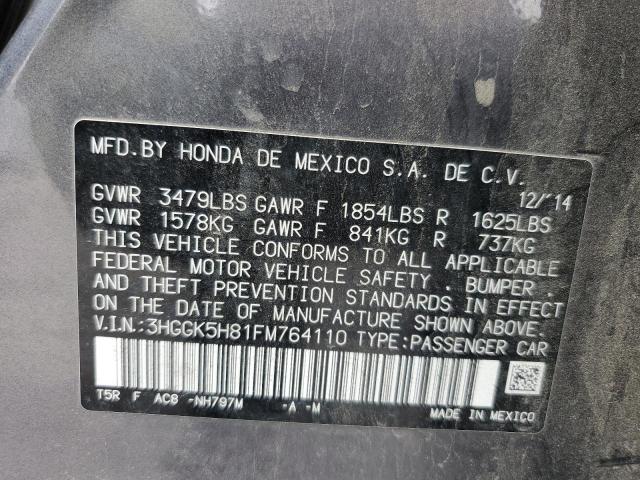 MFD.BY HONDA DE MEXICO S.A. DE C.V.
12/'14
GVWR 3479LBS GAWR F 1854LBS R 1625LBS
GVWR 1578KG GAWR F 841KG R 737KG
THIS VEHICLE CONFORMS TO ALL APPLICABLE
FEDERAL MOTOR VEHICLE SAFETY . BUMPER .
AND THEFT PREVENTION STANDARDS IN EFFECT
ON THE DATE OF MANUFACTURE SHOWN ABOVE .
V.I.N.:3HGGK5H81FM764110 TYPE:PASSENGER CAR
T5R F AC8 -NH797M -A -M
MADE IN MEXICO